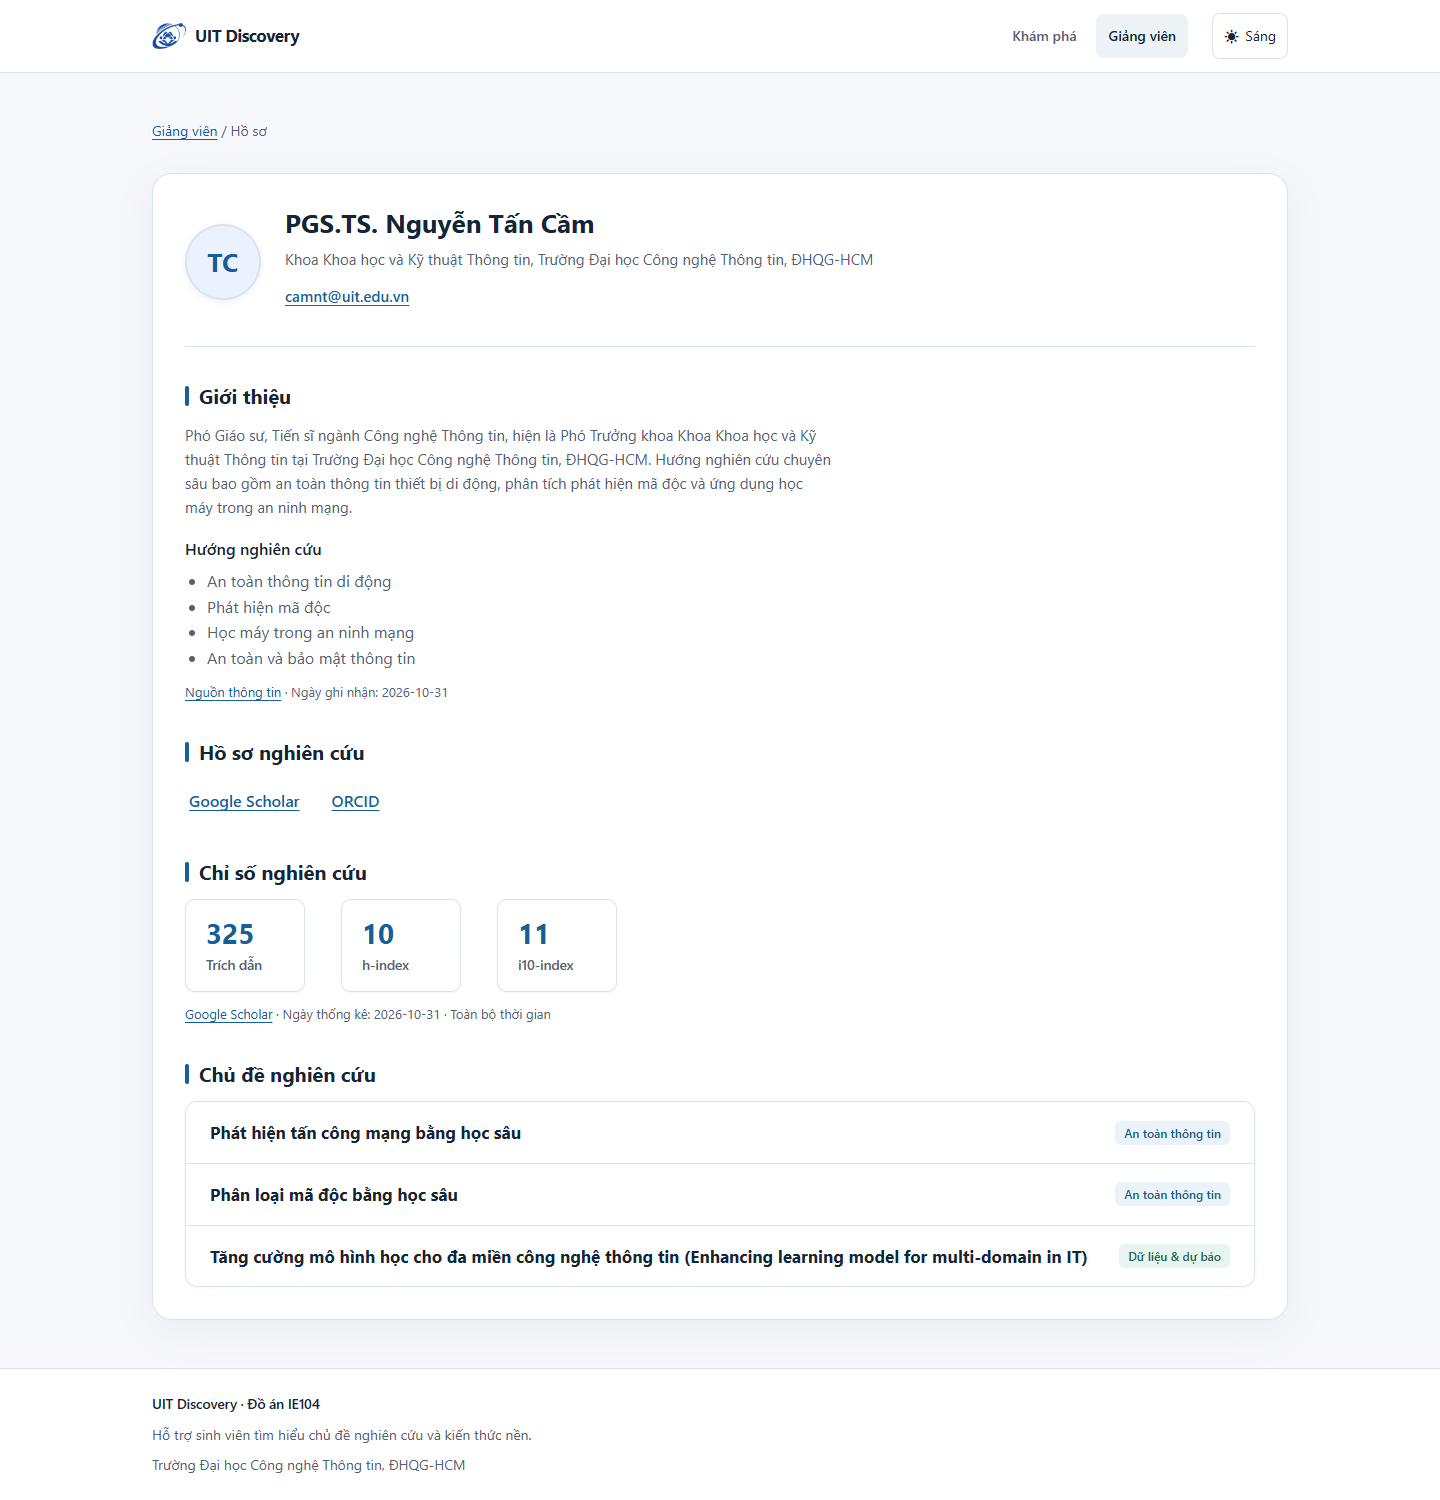 UIT Discovery
Khám phá
Giảng viên
Sáng
Giảng viên / Hồ sơ
TC
PGS.TS. Nguyễn Tấn Cầm
Khoa Khoa học và Kỹ thuật Thông tin, Trường Đại học Công nghệ Thông tin, ĐHQG-HCM
camnt@uit.edu.vn
Giới thiệu
Phó Giáo sư, Tiến sĩ ngành Công nghệ Thông tin, hiện là Phó Trưởng khoa Khoa Khoa học và Kỹ
thuật Thông tin tại Trường Đại học Công nghệ Thông tin, ĐHQG-HCM. Hướng nghiên cứu chuyên
sâu bao gồm an toàn thông tin thiết bị di động, phân tích phát hiện mã độc và ứng dụng học
máy trong an ninh mạng.
Hướng nghiên cứu
• An toàn thông tin di động
• Phát hiện mã độc
• Học máy trong an ninh mạng
• An toàn và bảo mật thông tin
Nguồn thông tin · Ngày ghi nhận: 2026-10-31
Hồ sơ nghiên cứu
Google Scholar ORCID
Chỉ số nghiên cứu
325
Trích dẫn
10
h-index
11
i10-index
Google Scholar · Ngày thống kê: 2026-10-31 · Toàn bộ thời gian
Chủ đề nghiên cứu
Phát hiện tấn công mạng bằng học sâu
An toàn thông tin
Phân loại mã độc bằng học sâu
An toàn thông tin
Tăng cường mô hình học cho đa miền công nghệ thông tin (Enhancing learning model for multi-domain in IT)
Dữ liệu & dự báo
UIT Discovery · Đồ án IE104
Hỗ trợ sinh viên tìm hiểu chủ đề nghiên cứu và kiến thức nền.
Trường Đại học Công nghệ Thông tin, ĐHQG-HCM